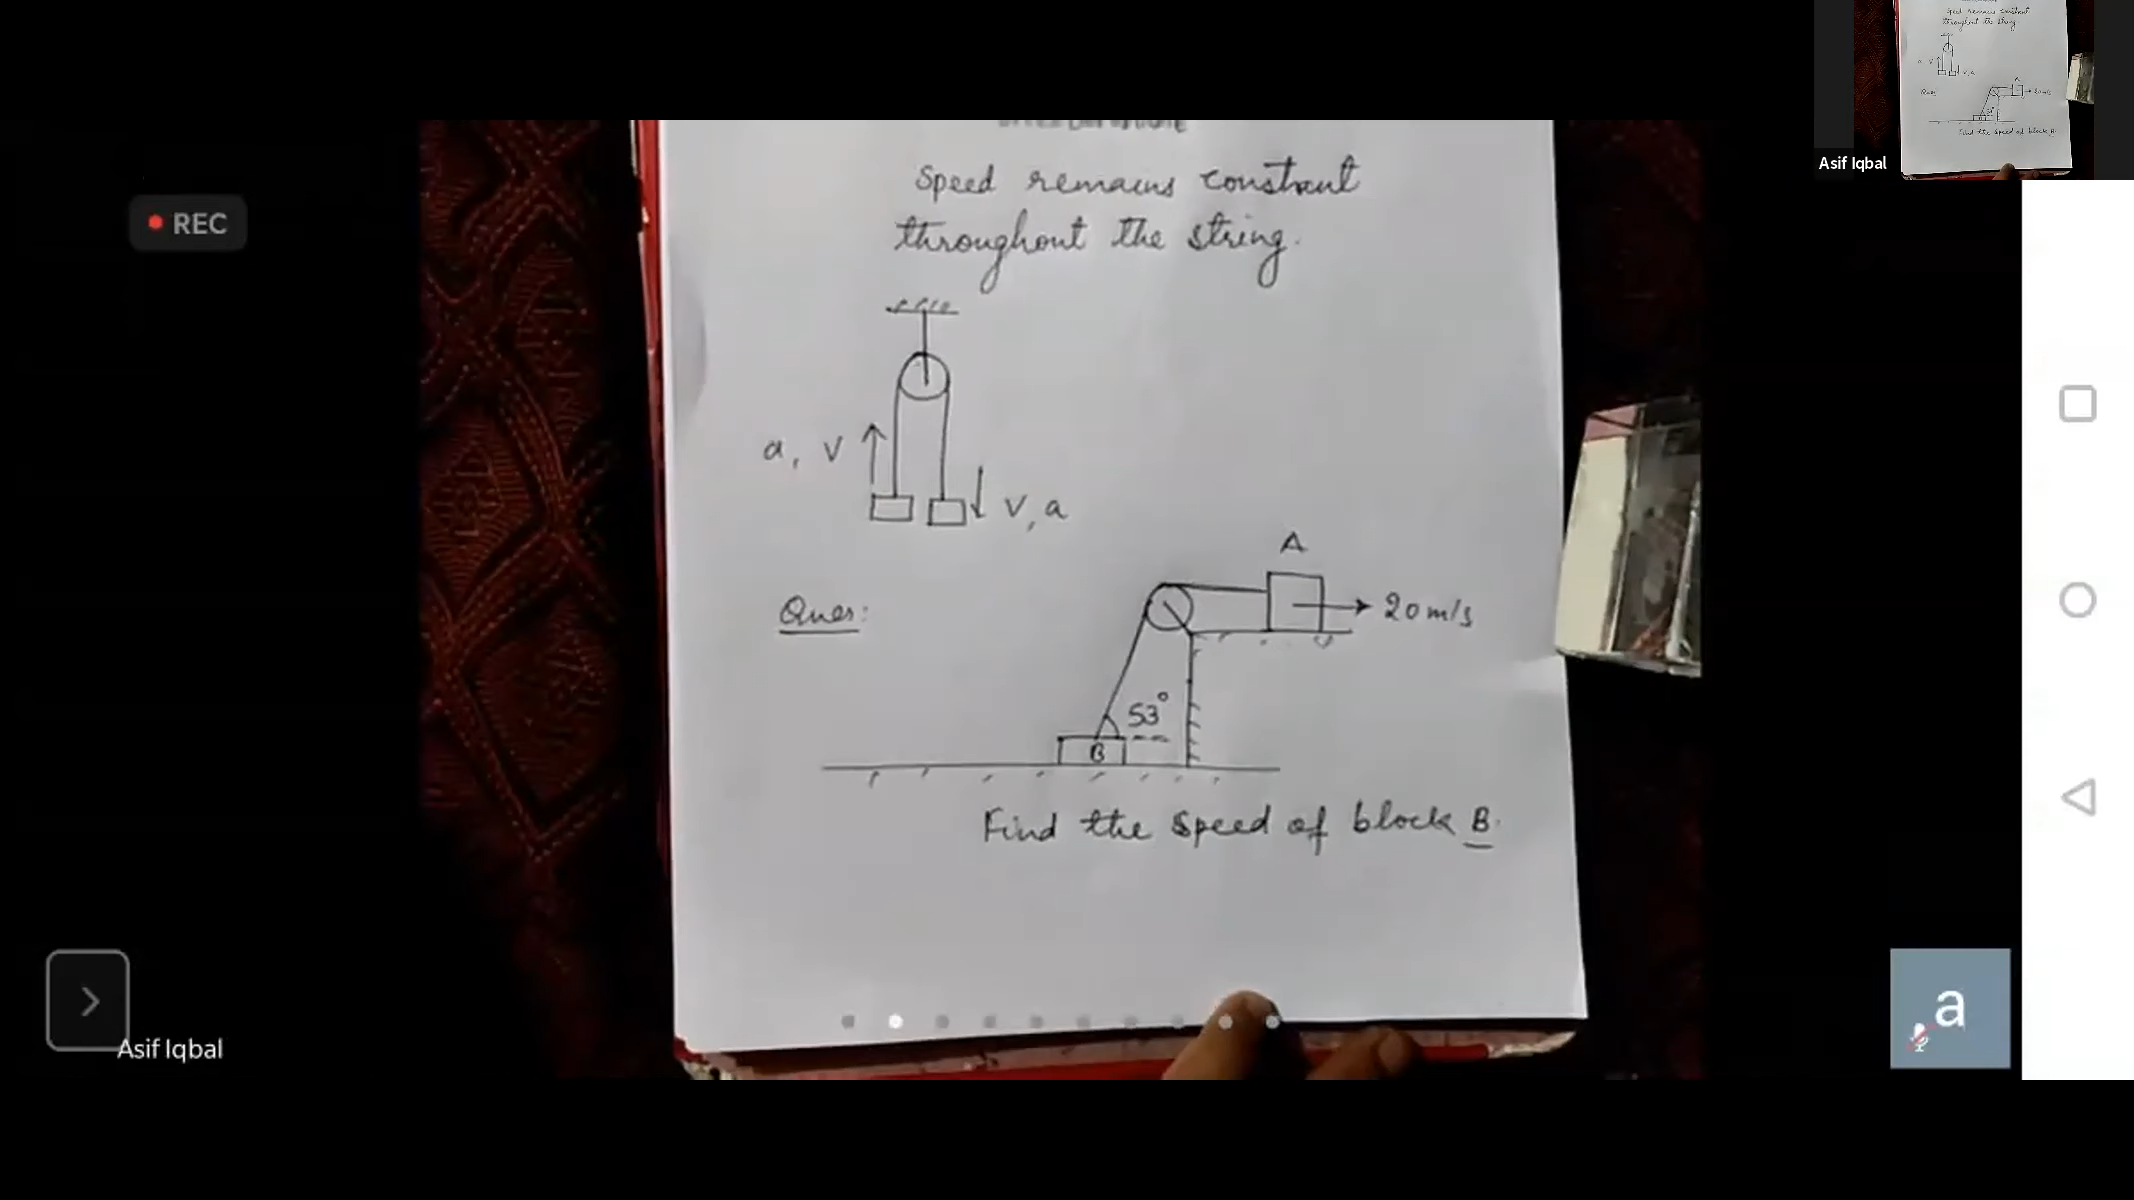 Speed remains constant
throughout the string.
a, v
v, a
Ques:
A
20 m/s
53°
B
Find the speed of block B.
REC
Asif Iqbal
Asif Iqbal
a